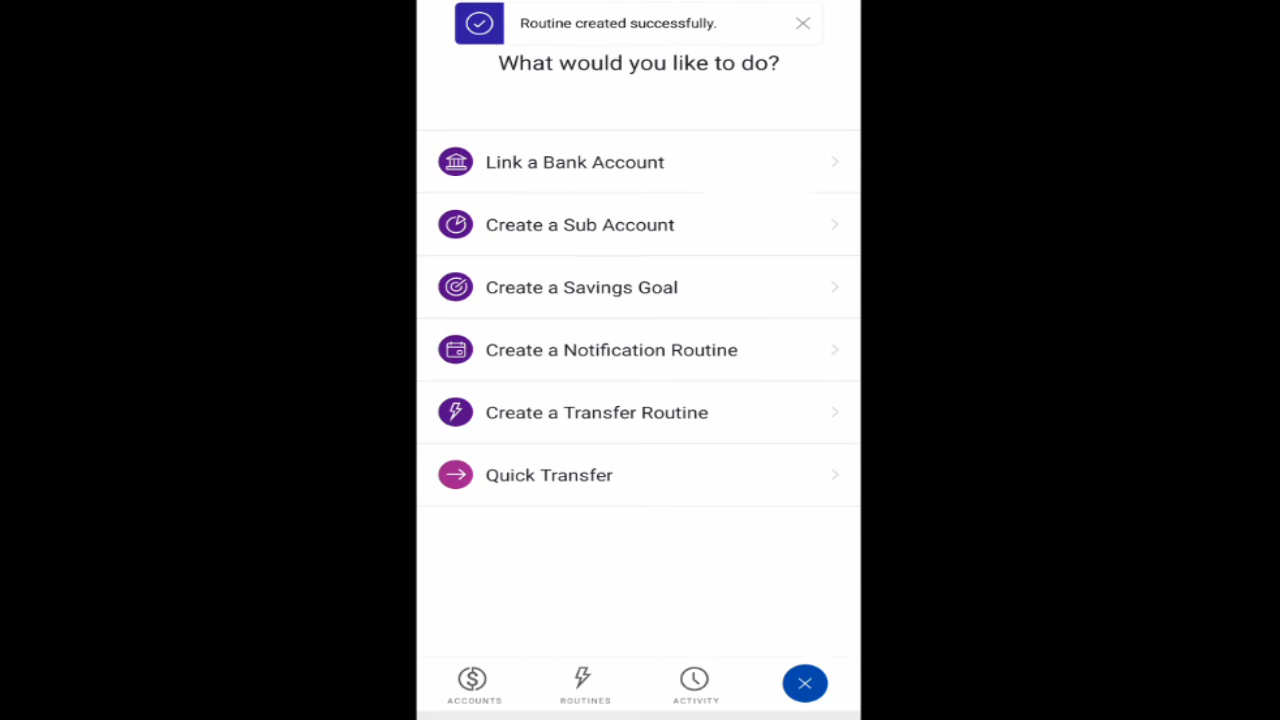 Routine created successfully.
What would you like to do?
Link a Bank Account
Create a Sub Account
Create a Savings Goal
Create a Notification Routine
Create a Transfer Routine
Quick Transfer
ACCOUNTS
ROUTINES
ACTIVITY